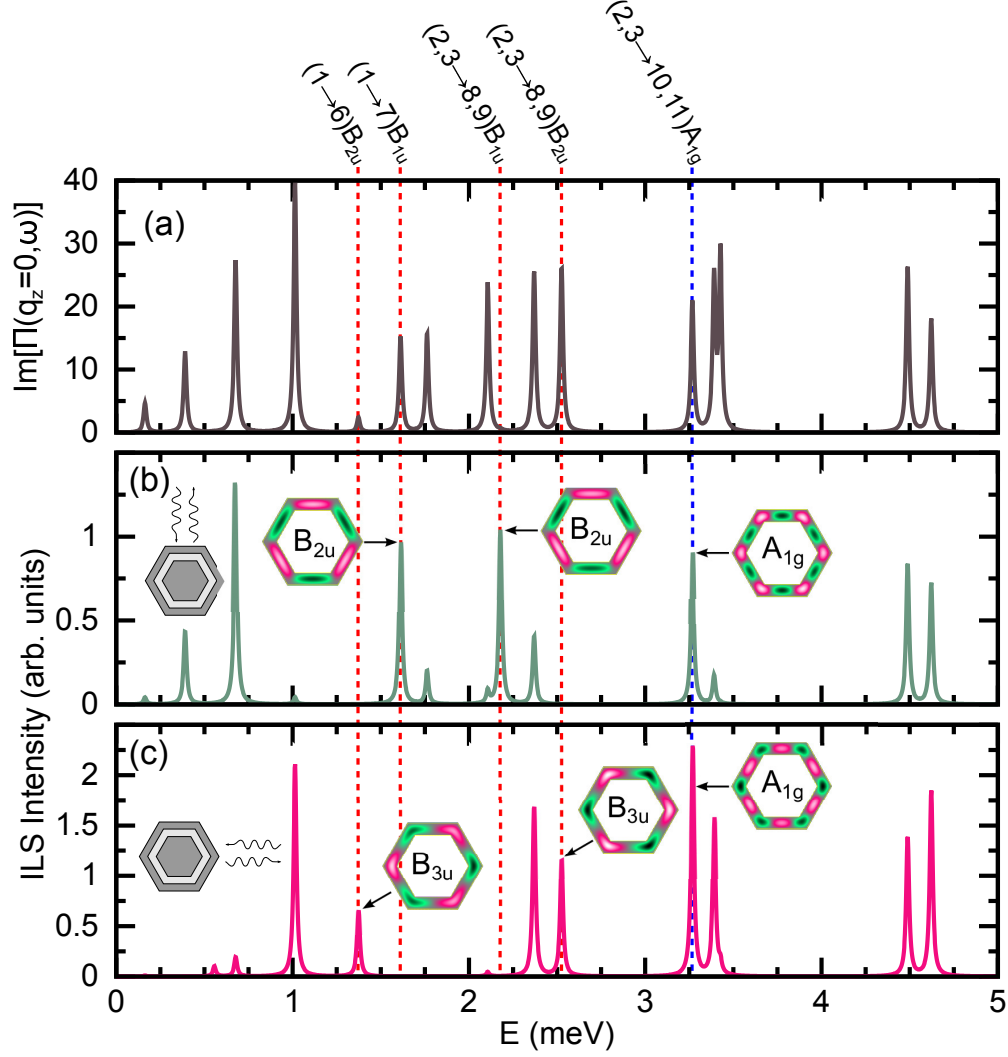 (1→6)B2u
(1→7)B1u
(2,3→8,9)B1u
(2,3→8,9)B2u
(2,3→10,11)A1g
40
30
20
10
0
Im[Π(qz=0,ω)]
(a)
1
0.5
0
(b)
B2u
B2u
A1g
ILS Intensity (arb. units)
2
1.5
1
0.5
0
(c)
B3u
B3u
A1g
0 1 2 3 4 5
E (meV)